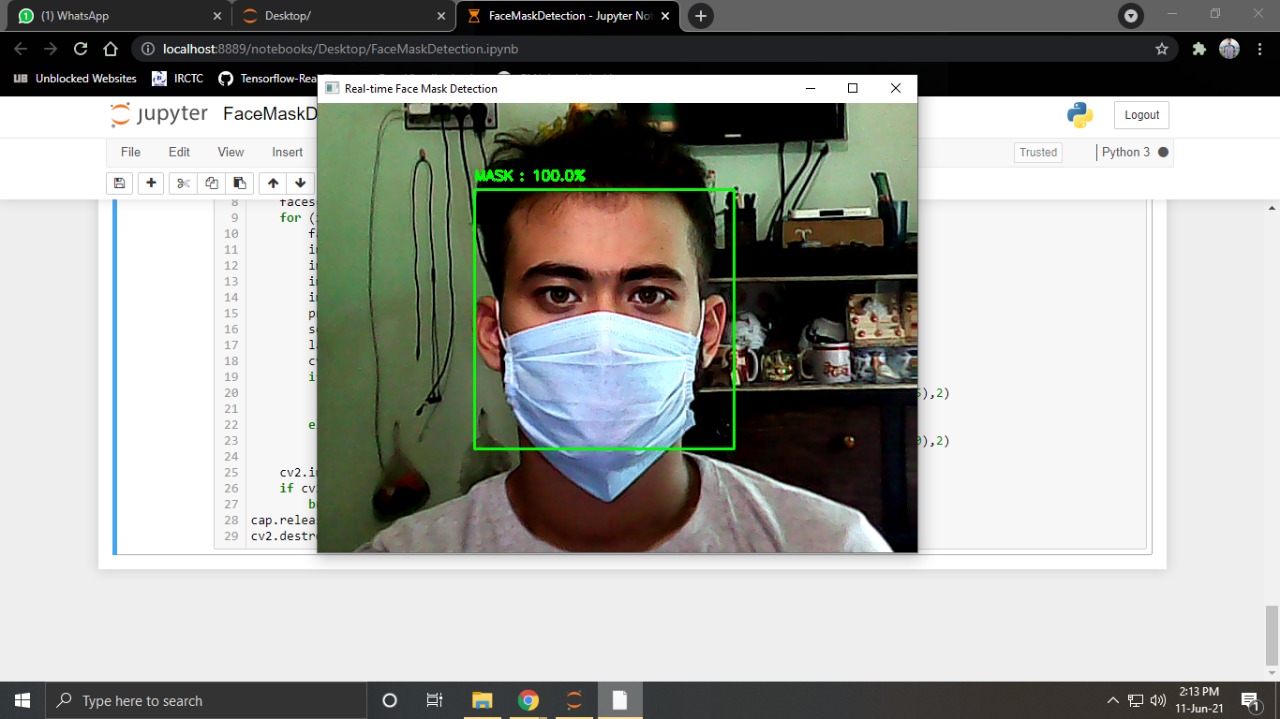 (1) WhatsApp
Desktop/
FaceMaskDetection - Jupyter Not
localhost:8889/notebooks/Desktop/FaceMaskDetection.ipynb
UB Unblocked Websites
IRCTC
Tensorflow-Rea
Real-time Face Mask Detection
jupyter FaceMaskD
Logout
File Edit View Insert
Trusted
Python 3
MASK : 100.0%
8 faces
9 for (
10 f
11 i
12 i
13 i
14 i
15 p
16 s
17 l
18 c
19 i
20 ),2)
21
22 e
23 ),2)
24
25 cv2.i
26 if cv
27 b
28 cap.relea
29 cv2.destr
Type here to search
2:13 PM
11-Jun-21
1